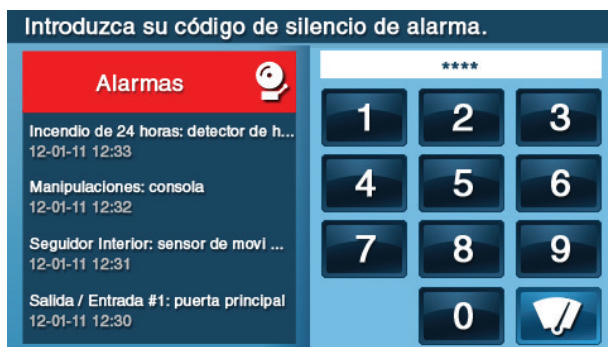 Introduzca su código de silencio de alarma.
Alarmas
Incendio de 24 horas: detector de h...
12-01-11 12:33
Manipulaciones: consola
12-01-11 12:32
Seguidor Interior: sensor de movi ...
12-01-11 12:31
Salida / Entrada #1: puerta principal
12-01-11 12:30
****
1 2 3
4 5 6
7 8 9
0